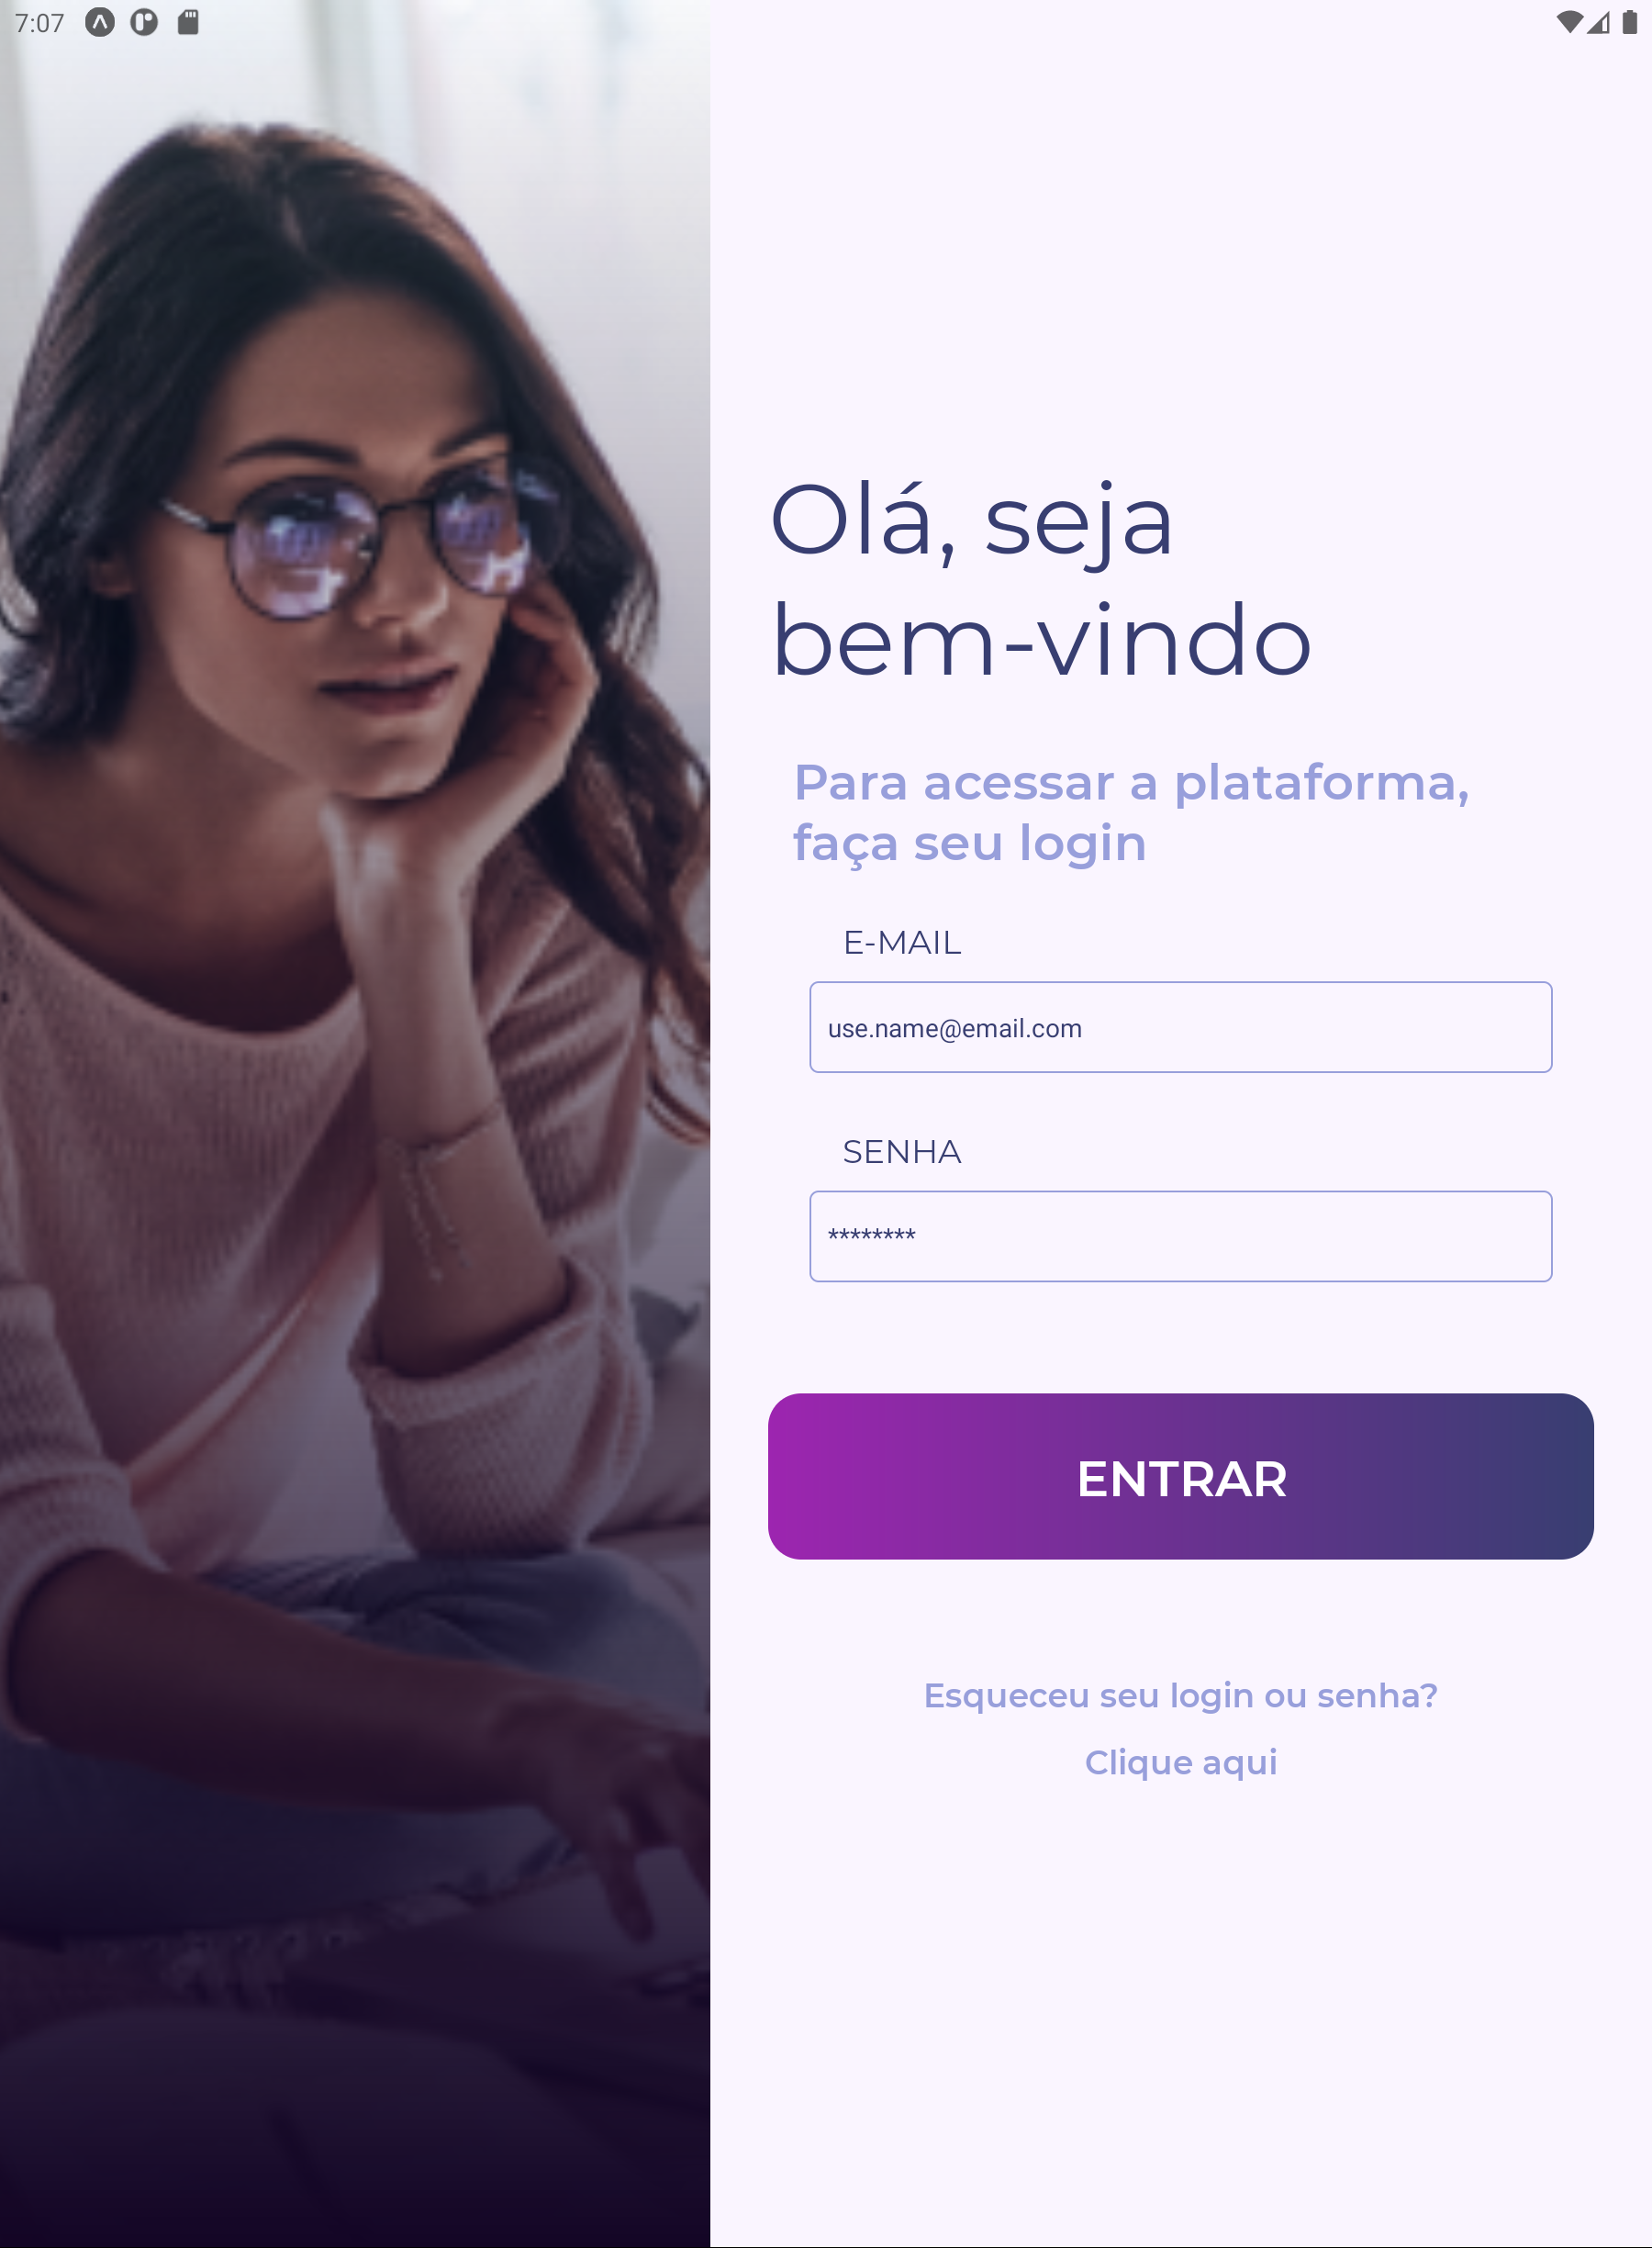 7:07
Olá, seja
bem-vindo
Para acessar a plataforma,
faça seu login
E-MAIL
use.name@email.com
SENHA
********
ENTRAR
Esqueceu seu login ou senha?
Clique aqui